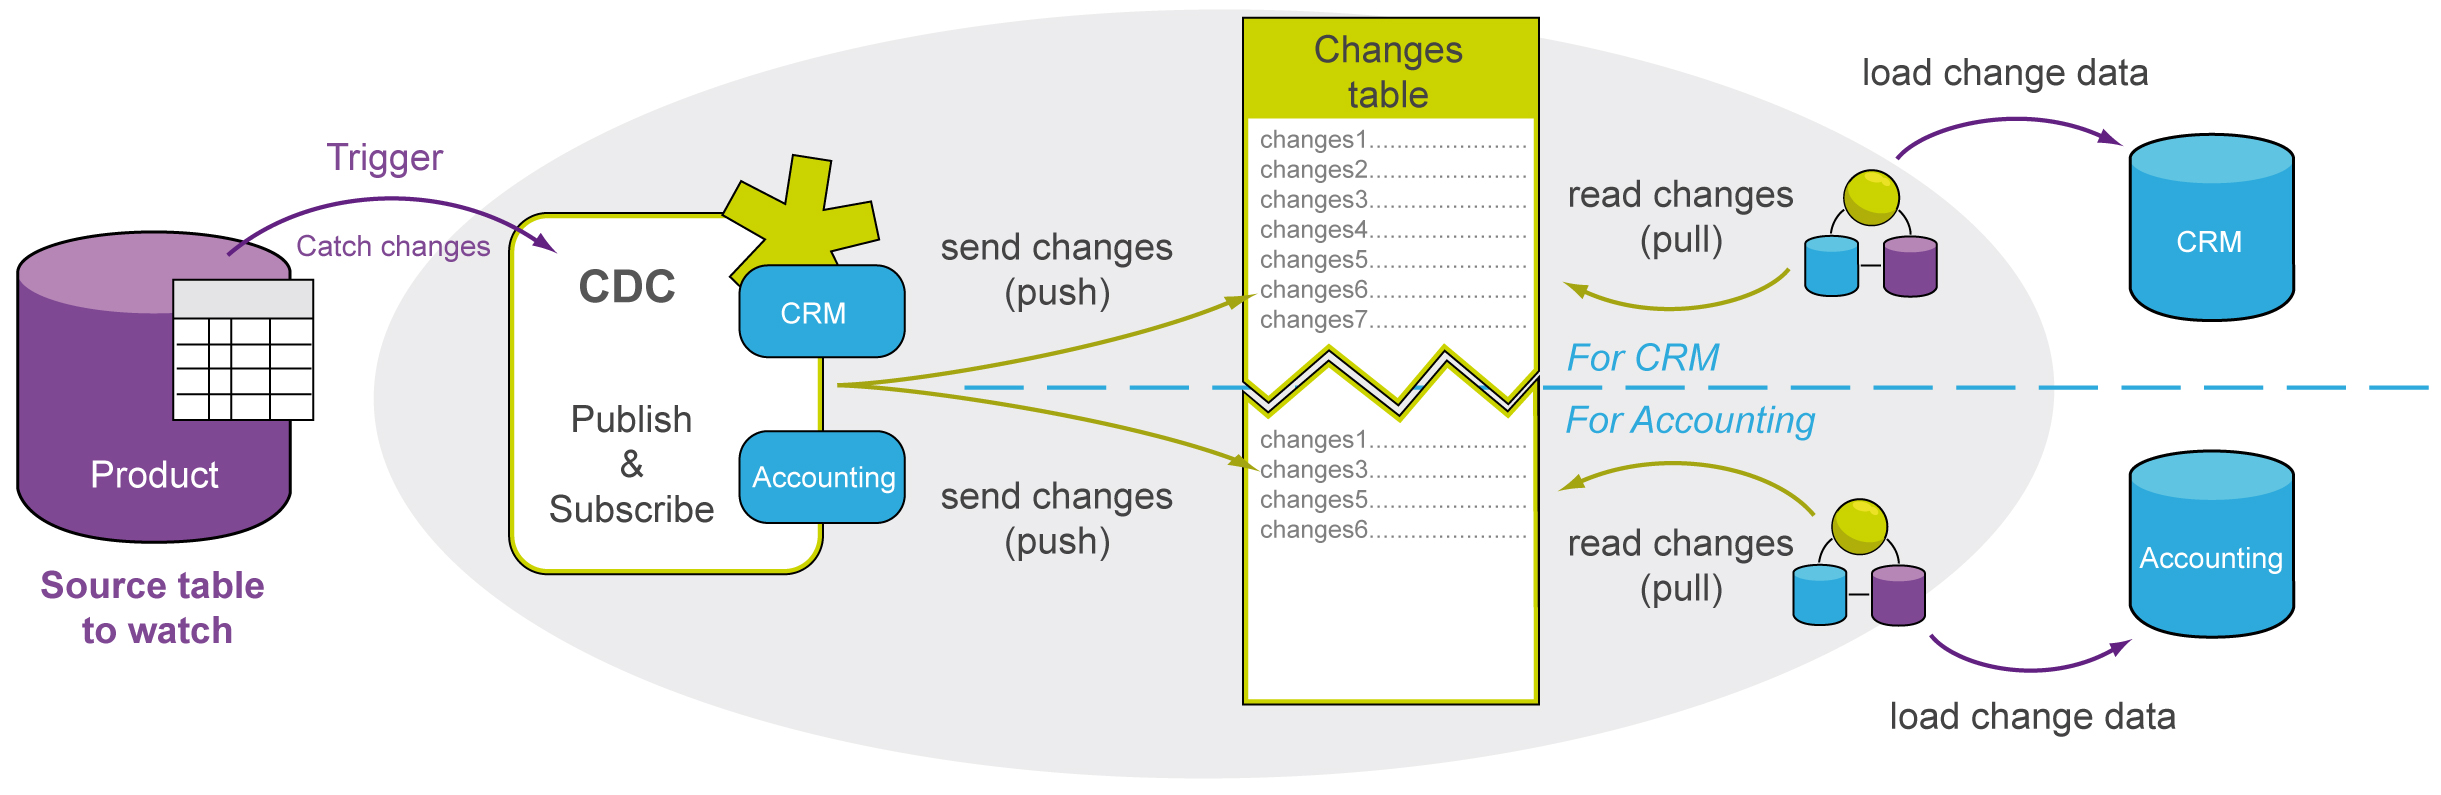 Trigger
Catch changes
Product
Source table
to watch
CDC
Publish
&
Subscribe
CRM
Accounting
send changes
(push)
send changes
(push)
Changes
table
changes1.......................
changes2.......................
changes3.......................
changes4.......................
changes5.......................
changes6.......................
changes7.......................
changes1.......................
changes3.......................
changes5.......................
changes6.......................
read changes
(pull)
For CRM
For Accounting
read changes
(pull)
load change data
CRM
Accounting
load change data